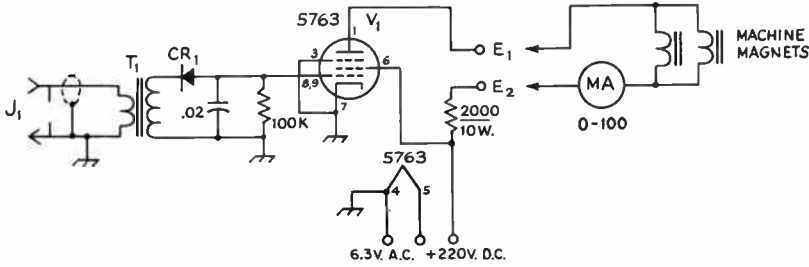 5763 V1
1
T1
CR1
3
8,9
6
7
J1
.02
100K
E1
E2
2000
10W.
MA
0-100
MACHINE
MAGNETS
5763
4 5
6.3V. A.C. +220V. D.C.